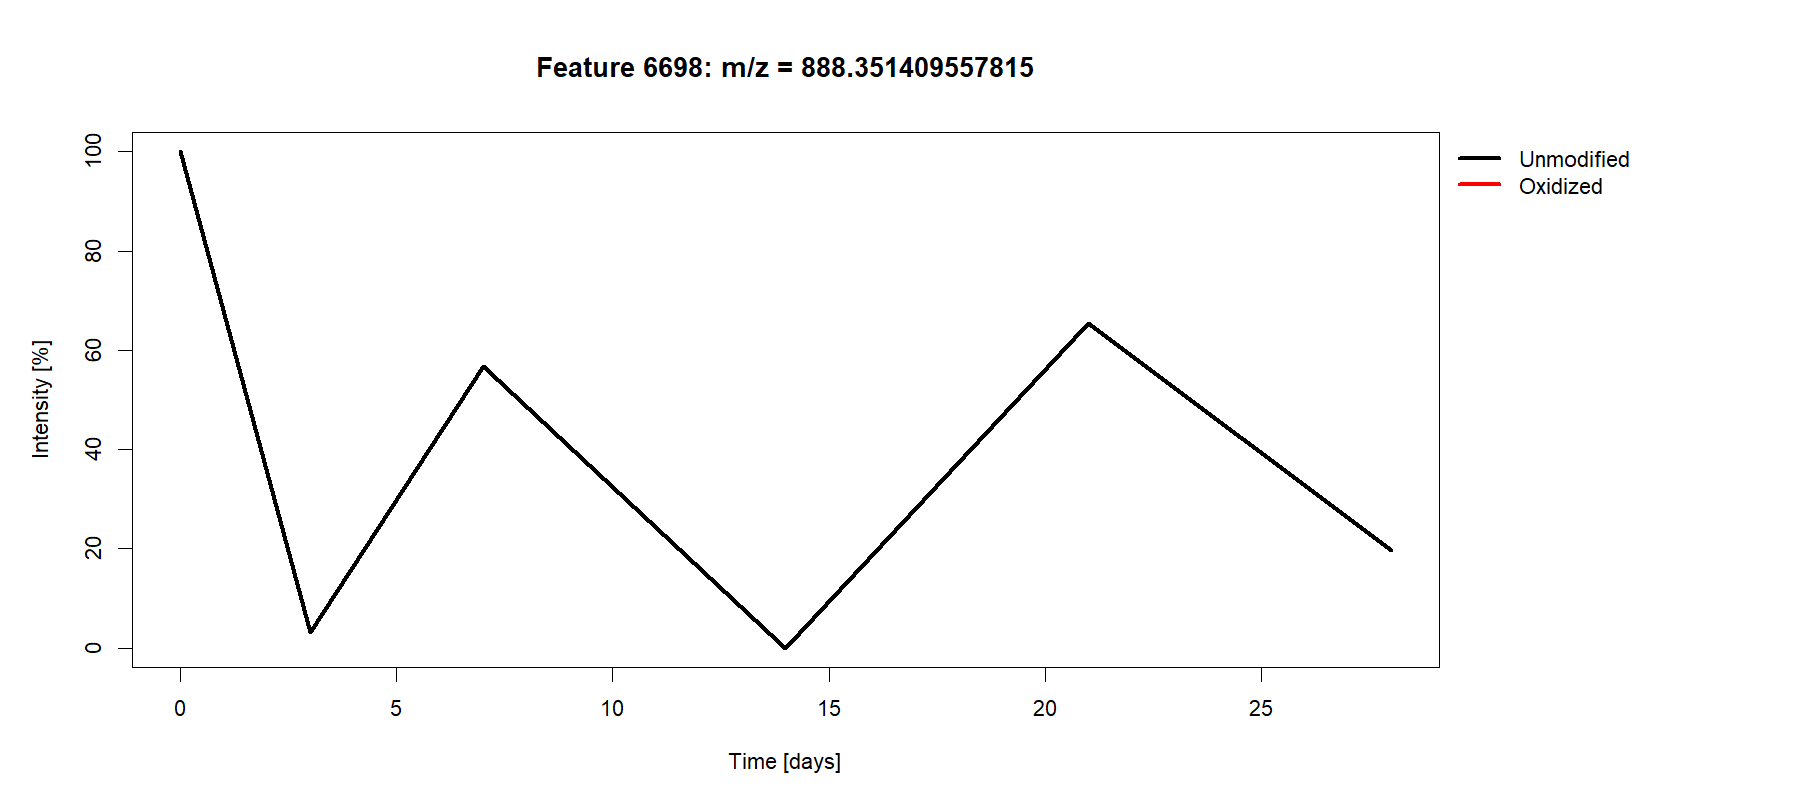 Feature 6698: m/z = 888.351409557815
Unmodified
Oxidized
Intensity [%]
100
80
60
40
20
0
0 5 10 15 20 25
Time [days]